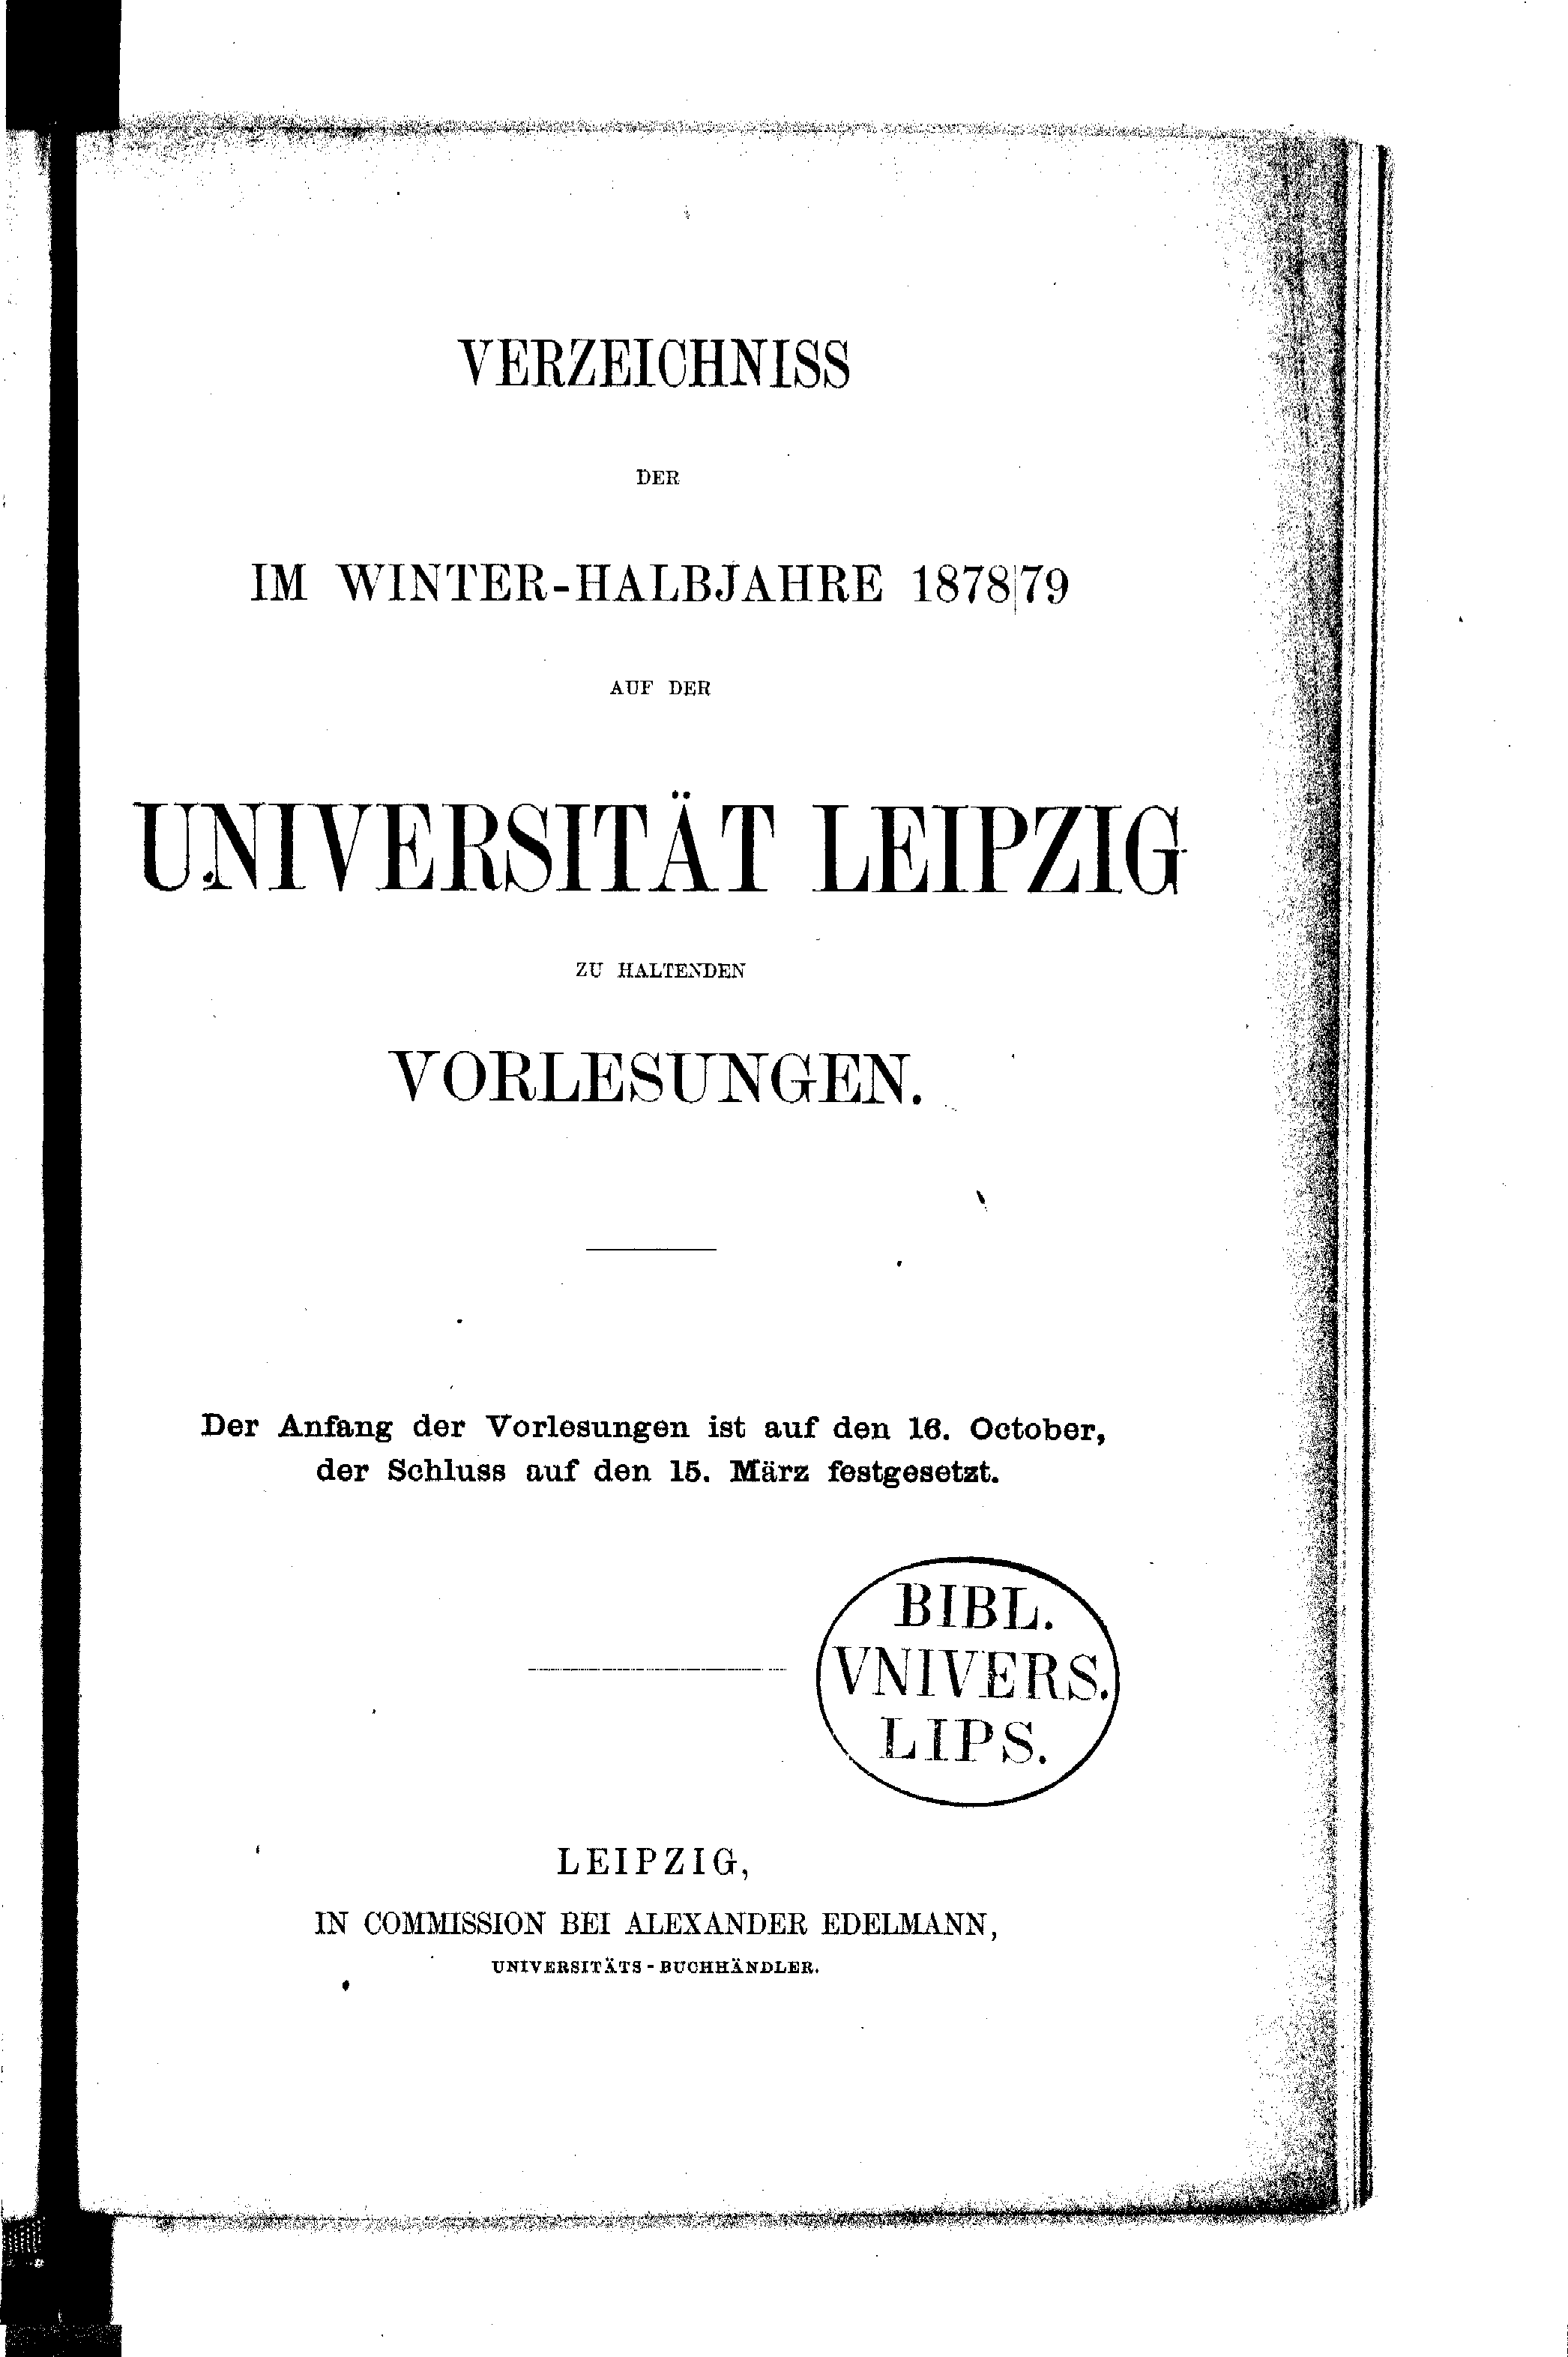 VERZEICHNISS
DER
IM WINTER-HALBJAHRE 1878|79
AUF DER
UNIVERSITÄT LEIPZIG
ZU HALTENDEN
VORLESUNGEN.
Der Anfang der Vorlesungen ist auf den 16. October,
der Schluss auf den 15. März festgesetzt.
BIBL.
VNIVERS.
LIPS.
LEIPZIG,
IN COMMISSION BEI ALEXANDER EDELMANN,
UNIVERSITÄTS-BUCHHÄNDLER.